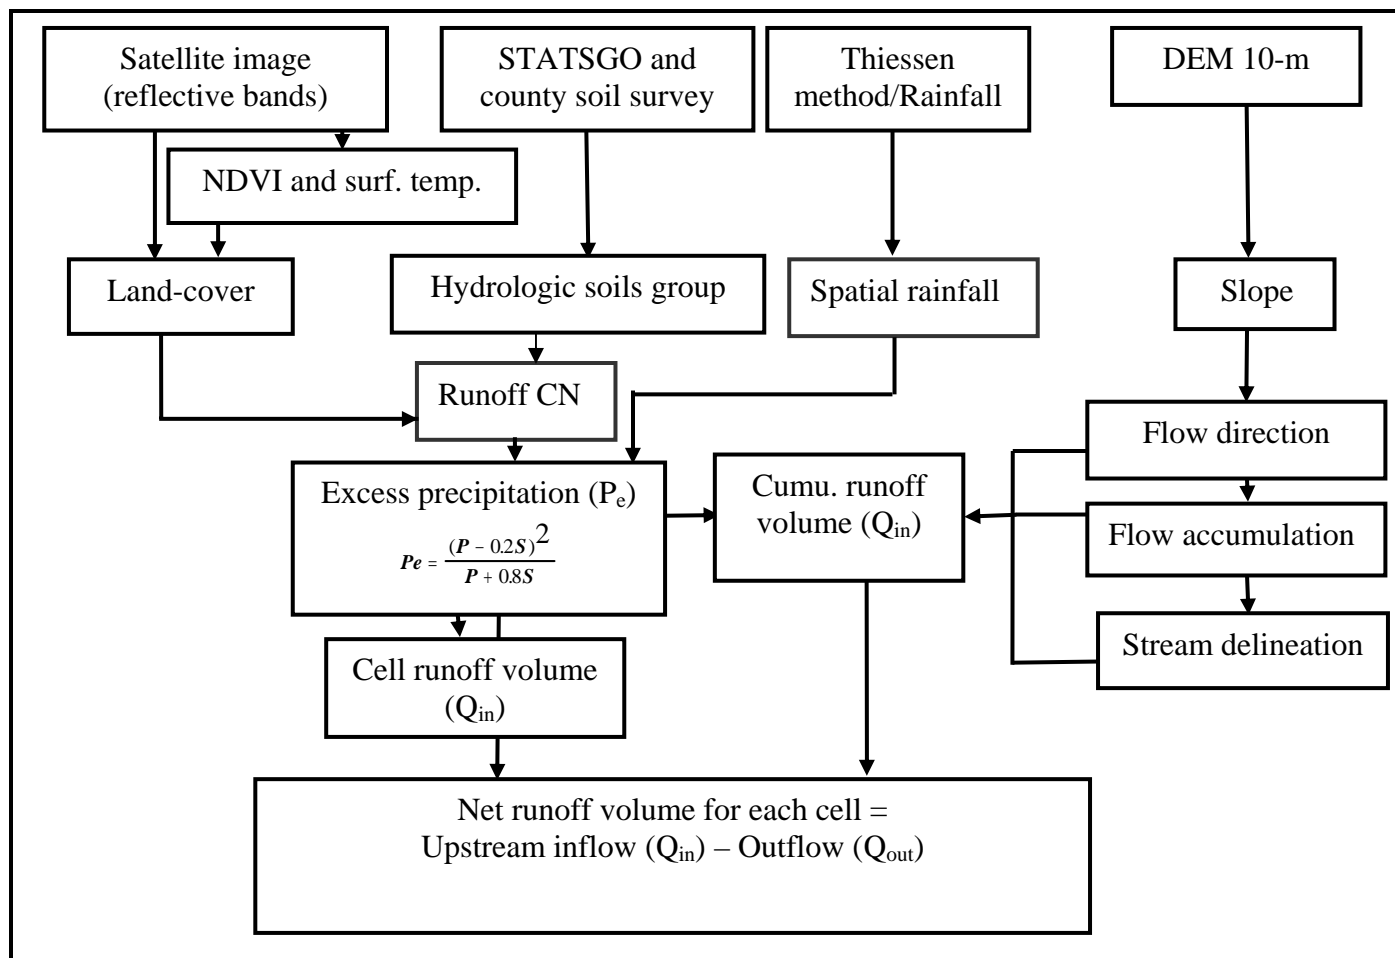 Satellite image
(reflective bands)
STATSGO and
county soil survey
Thiessen
method/Rainfall
DEM 10-m
NDVI and surf. temp.
Land-cover
Hydrologic soils group
Spatial rainfall
Slope
Runoff CN
Flow direction
Excess precipitation (Pe)
Pe = (P − 0.2S)^2 / (P + 0.8S)
Cumu. runoff
volume (Qin)
Flow accumulation
Stream delineation
Cell runoff volume
(Qin)
Net runoff volume for each cell =
Upstream inflow (Qin) – Outflow (Qout)